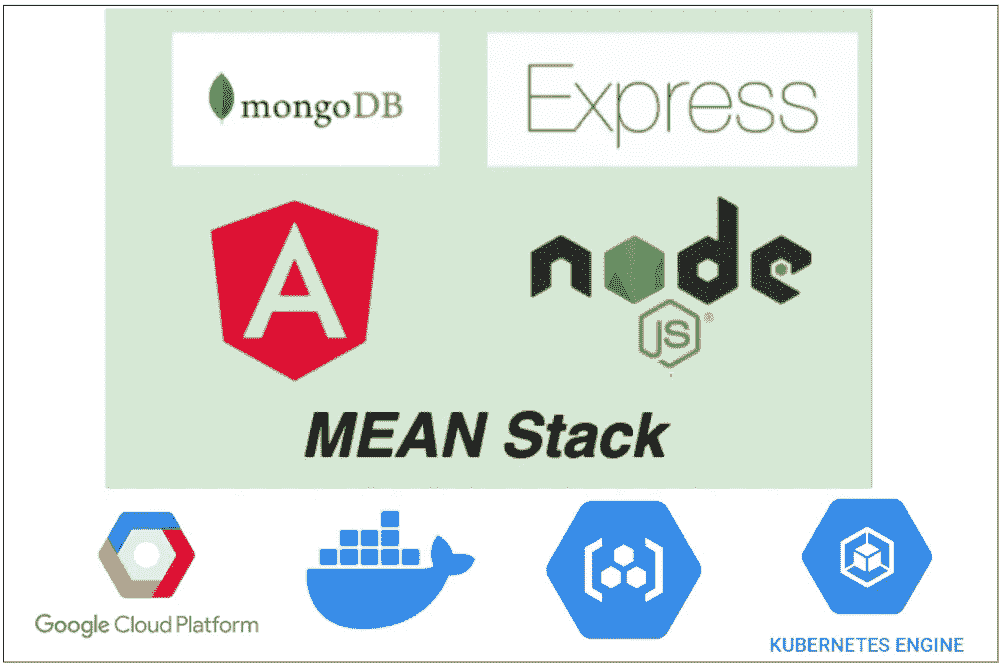 mongoDB
Express
A
node
JS
®
MEAN Stack
Google Cloud Platform
KUBERNETES ENGINE